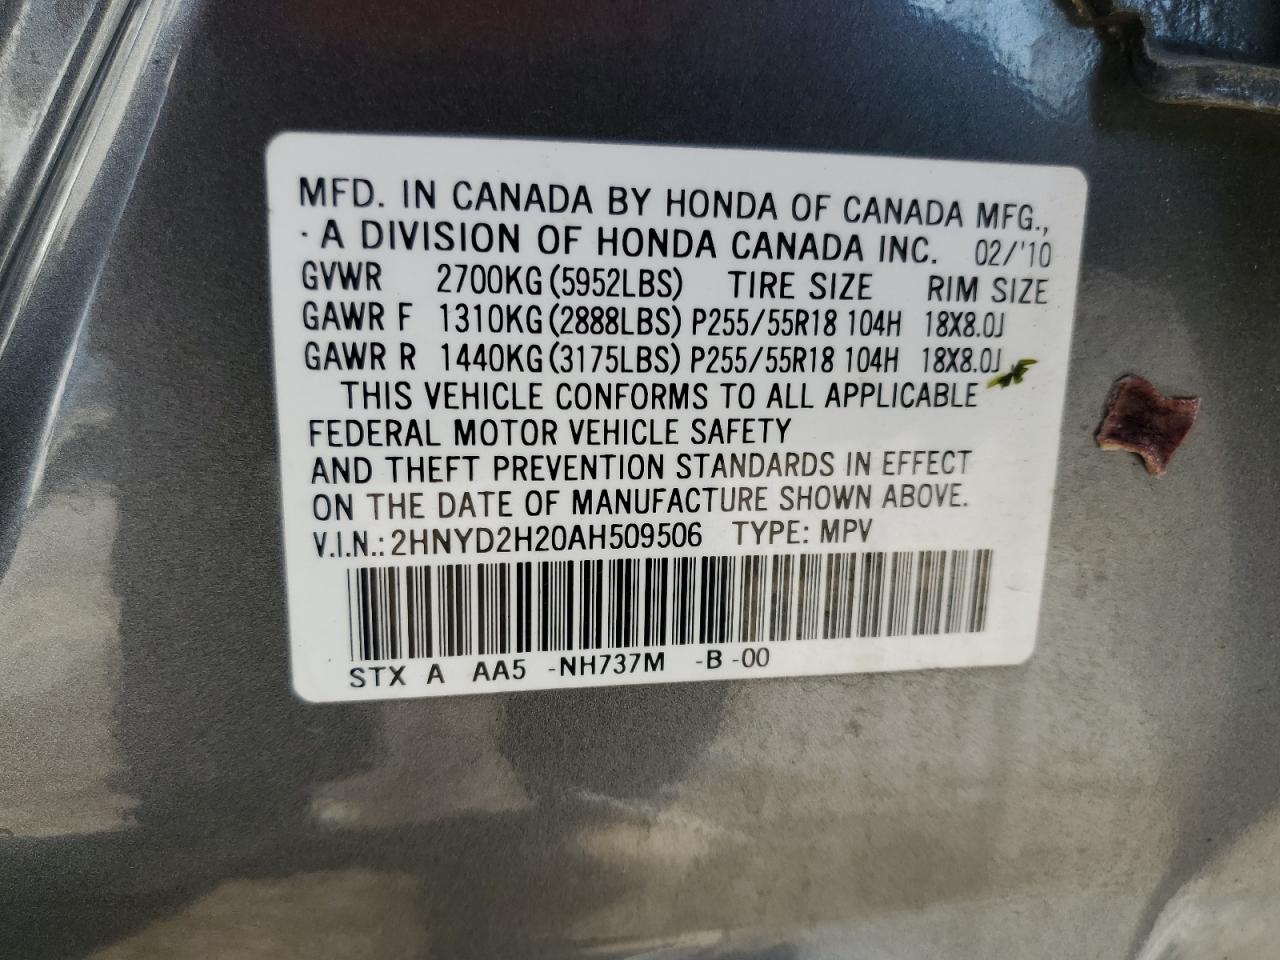 MFD. IN CANADA BY HONDA OF CANADA MFG.,
A DIVISION OF HONDA CANADA INC. 02/'10
GVWR 2700KG (5952LBS) TIRE SIZE RIM SIZE
GAWR F 1310KG (2888LBS) P255/55R18 104H 18X8.0J
GAWR R 1440KG (3175LBS) P255/55R18 104H 18X8.0J
THIS VEHICLE CONFORMS TO ALL APPLICABLE
FEDERAL MOTOR VEHICLE SAFETY
AND THEFT PREVENTION STANDARDS IN EFFECT
ON THE DATE OF MANUFACTURE SHOWN ABOVE.
V.I.N.: 2HNYD2H20AH509506 TYPE: MPV
STX A AA5 -NH737M -B -00